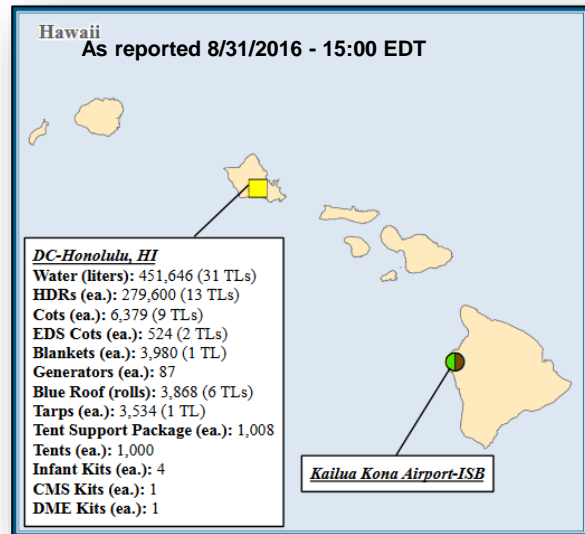 Hawaii
As reported 8/31/2016 - 15:00 EDT
DC-Honolulu, HI
Water (liters): 451,646 (31 TLs)
HDRs (ea.): 279,600 (13 TLs)
Cots (ea.): 6,379 (9 TLs)
EDS Cots (ea.): 524 (2 TLs)
Blankets (ea.): 3,980 (1 TL)
Generators (ea.): 87
Blue Roof (rolls): 3,868 (6 TLs)
Tarps (ea.): 3,534 (1 TL)
Tent Support Package (ea.): 1,008
Tents (ea.): 1,000
Infant Kits (ea.): 4
CMS Kits (ea.): 1
DME Kits (ea.): 1
Kailua Kona Airport-ISB